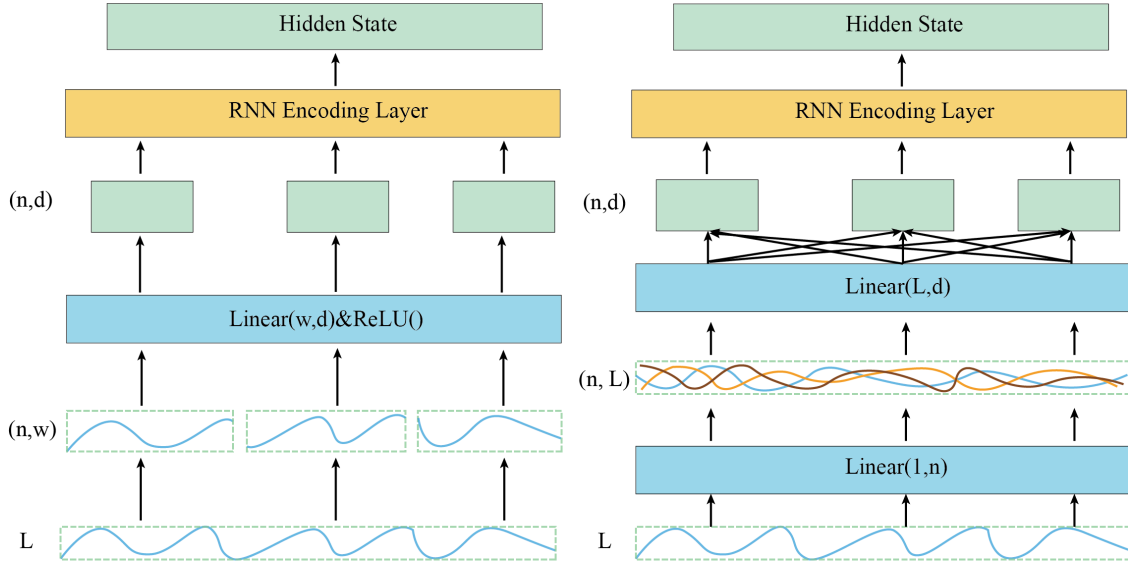 Hidden State
RNN Encoding Layer
(n,d)
Linear(w,d)&ReLU()
(n,w)
L
Hidden State
RNN Encoding Layer
(n,d)
Linear(L,d)
(n, L)
Linear(1,n)
L